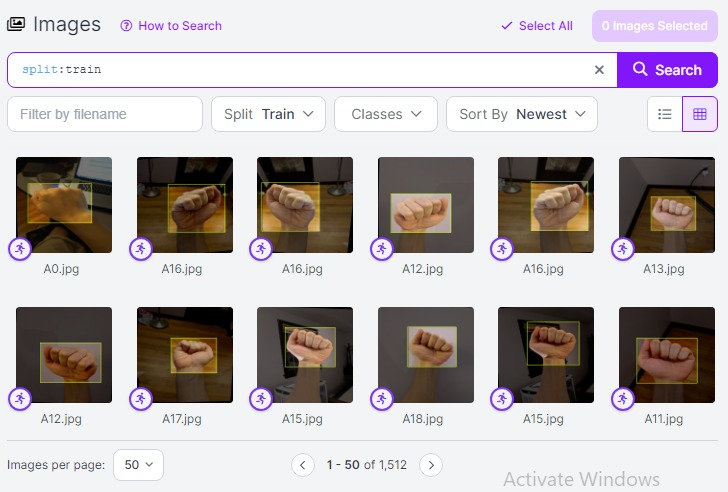 Images How to Search Select All 0 Images Selected
split:train Search
Filter by filename Split Train Classes Sort By Newest
A0.jpg A16.jpg A16.jpg A12.jpg A16.jpg A13.jpg
A12.jpg A17.jpg A15.jpg A18.jpg A15.jpg A11.jpg
Images per page: 50 1 - 50 of 1,512
Activate Windows